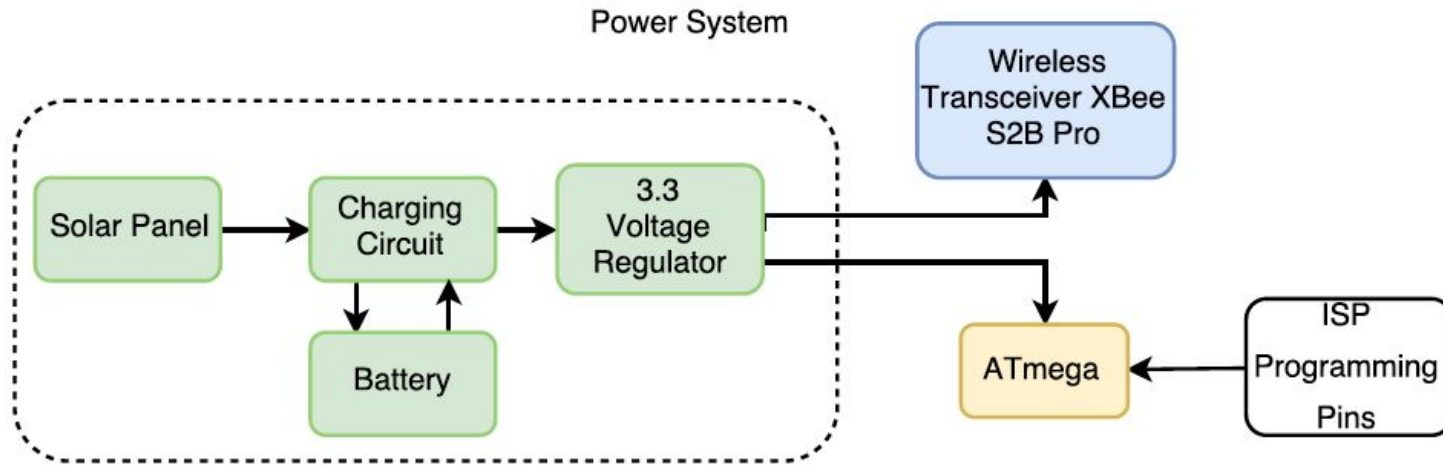 Power System
Wireless
Transceiver XBee
S2B Pro
Solar Panel
Charging
Circuit
3.3
Voltage
Regulator
Battery
ATmega
ISP
Programming
Pins